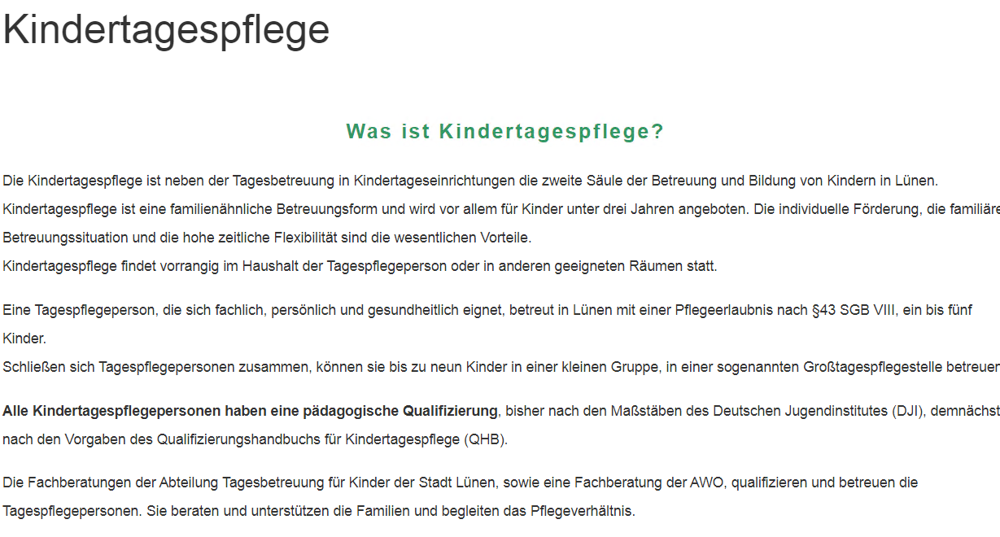 Kindertagespflege
Was ist Kindertagespflege?
Die Kindertagespflege ist neben der Tagesbetreuung in Kindertageseinrichtungen die zweite Säule der Betreuung und Bildung von Kindern in Lünen.
Kindertagespflege ist eine familienähnliche Betreuungsform und wird vor allem für Kinder unter drei Jahren angeboten. Die individuelle Förderung, die familiäre
Betreuungssituation und die hohe zeitliche Flexibilität sind die wesentlichen Vorteile.
Kindertagespflege findet vorrangig im Haushalt der Tagespflegeperson oder in anderen geeigneten Räumen statt.
Eine Tagespflegeperson, die sich fachlich, persönlich und gesundheitlich eignet, betreut in Lünen mit einer Pflegeerlaubnis nach §43 SGB VIII, ein bis fünf
Kinder.
Schließen sich Tagespflegepersonen zusammen, können sie bis zu neun Kinder in einer kleinen Gruppe, in einer sogenannten Großtagespflegestelle betreuen
Alle Kindertagespflegepersonen haben eine pädagogische Qualifizierung, bisher nach den Maßstäben des Deutschen Jugendinstitutes (DJI), demnächst
nach den Vorgaben des Qualifizierungshandbuchs für Kindertagespflege (QHB).
Die Fachberatungen der Abteilung Tagesbetreuung für Kinder der Stadt Lünen, sowie eine Fachberatung der AWO, qualifizieren und betreuen die
Tagespflegepersonen. Sie beraten und unterstützen die Familien und begleiten das Pflegeverhältnis.